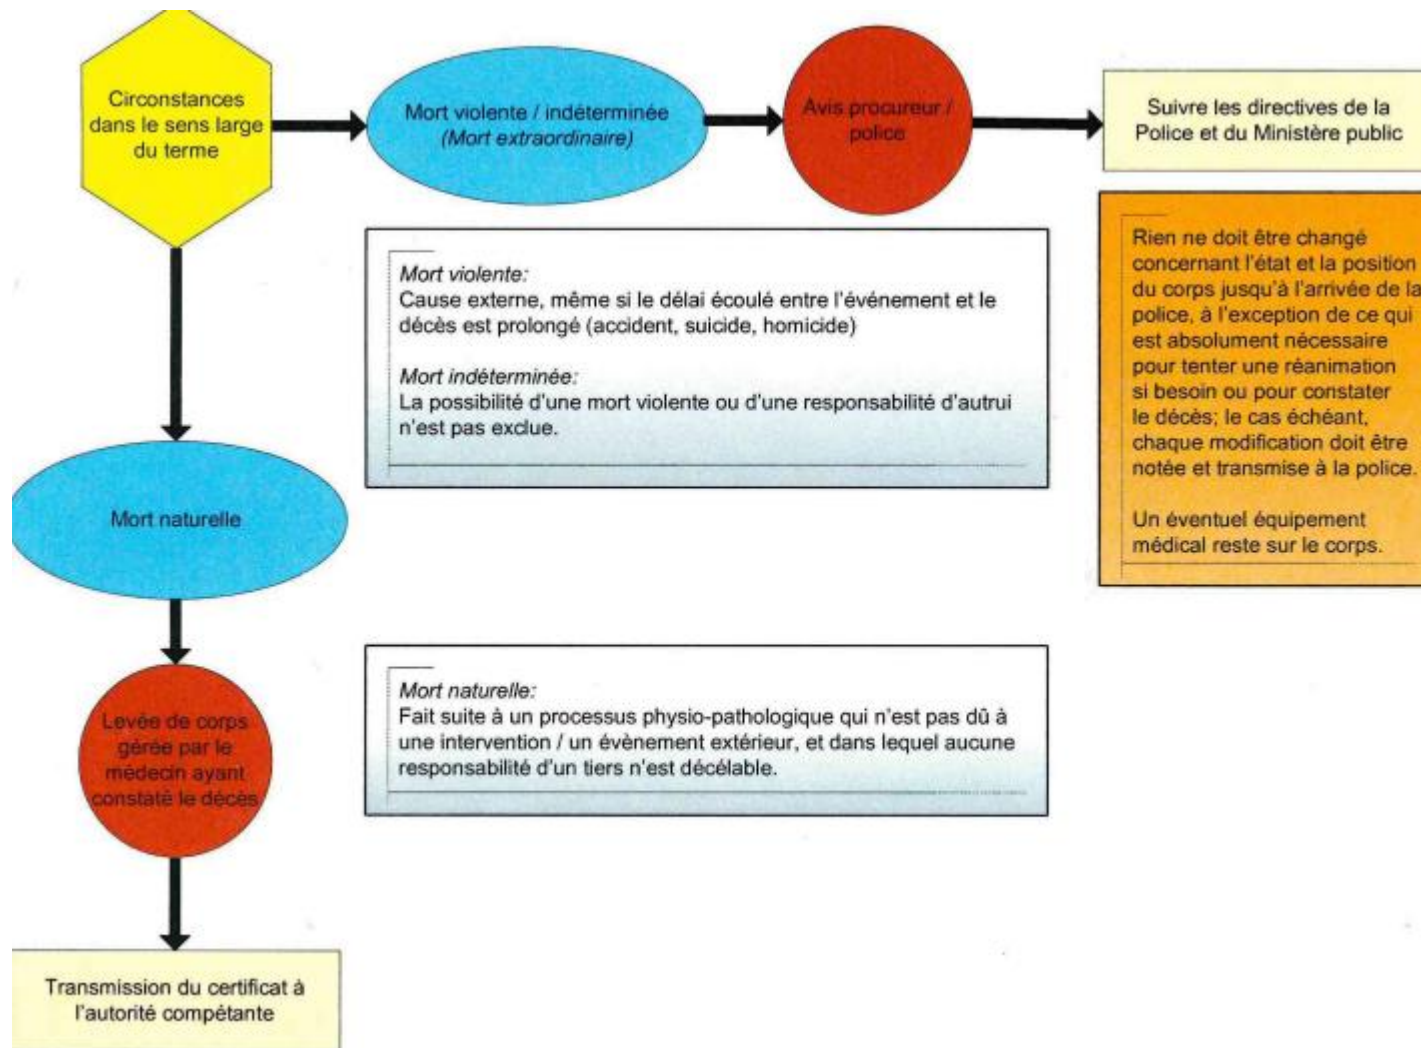 Circonstances
dans le sens large
du terme
Mort violente / indéterminée
(Mort extraordinaire)
Avis procureur /
police
Suivre les directives de la
Police et du Ministère public
Mort violente:
Cause externe, même si le délai écoulé entre l'événement et le
décès est prolongé (accident, suicide, homicide)
Mort indéterminée:
La possibilité d'une mort violente ou d'une responsabilité d'autrui
n'est pas exclue.
Rien ne doit être changé
concernant l'état et la position
du corps jusqu'à l'arrivée de la
police, à l'exception de ce qui
est absolument nécessaire
pour tenter une réanimation
si besoin ou pour constater
le décès; le cas échéant,
chaque modification doit être
notée et transmise à la police.
Un éventuel équipement
médical reste sur le corps.
Mort naturelle
Mort naturelle:
Fait suite à un processus physio-pathologique qui n'est pas dû à
une intervention / un évènement extérieur, et dans lequel aucune
responsabilité d'un tiers n'est décélable.
Levée de corps
gérée par le
médecin ayant
constaté le décès
Transmission du certificat à
l'autorité compétante